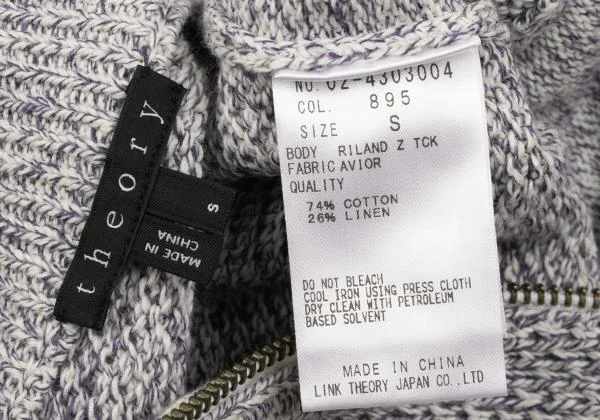 theory
S
MADE IN
CHINA
NO. 02-4303004
COL. 895
SIZE S
BODY RILAND Z TCK
FABRIC AVIOR
QUALITY
74% COTTON
26% LINEN
DO NOT BLEACH
COOL IRON USING PRESS CLOTH
DRY CLEAN WITH PETROLEUM
BASED SOLVENT
MADE IN CHINA
LINK THEORY JAPAN CO.,LTD